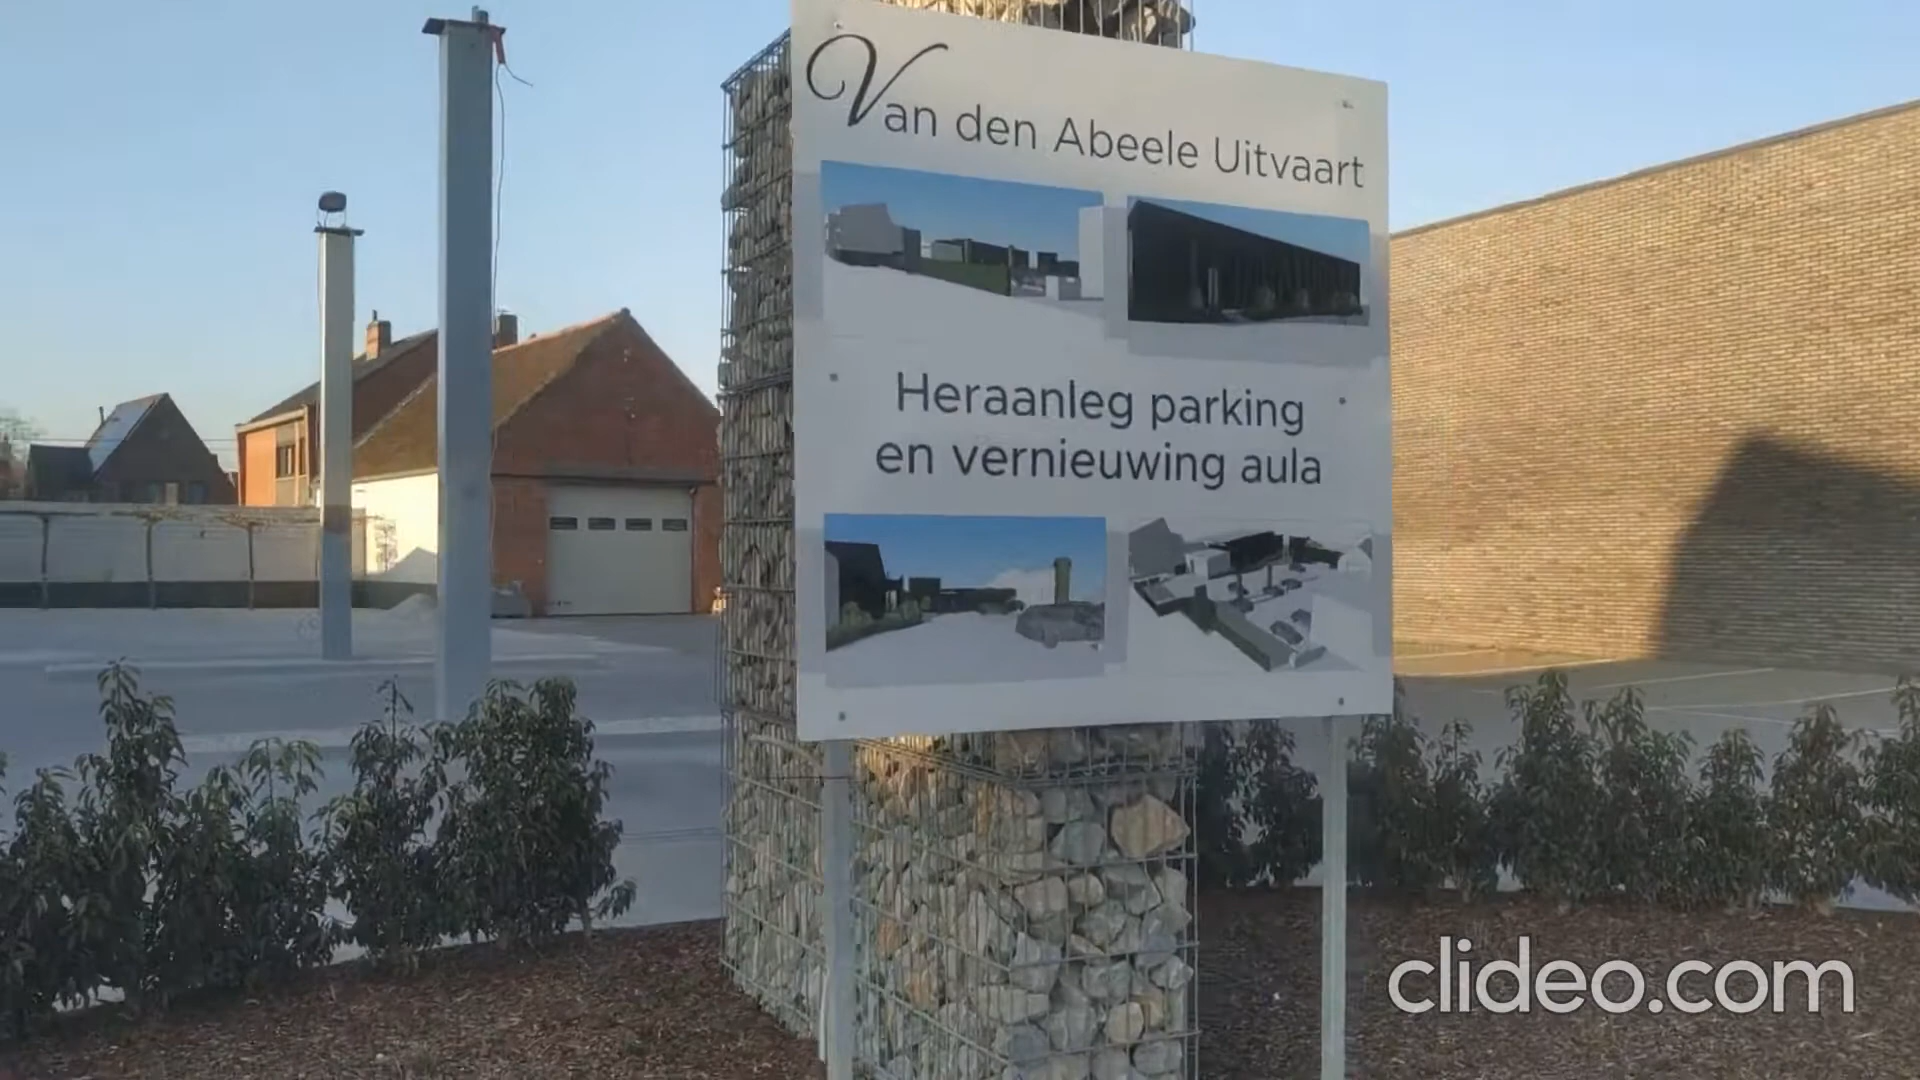 Van den Abeele Uitvaart
Heraanleg parking
en vernieuwing aula
clideo.com